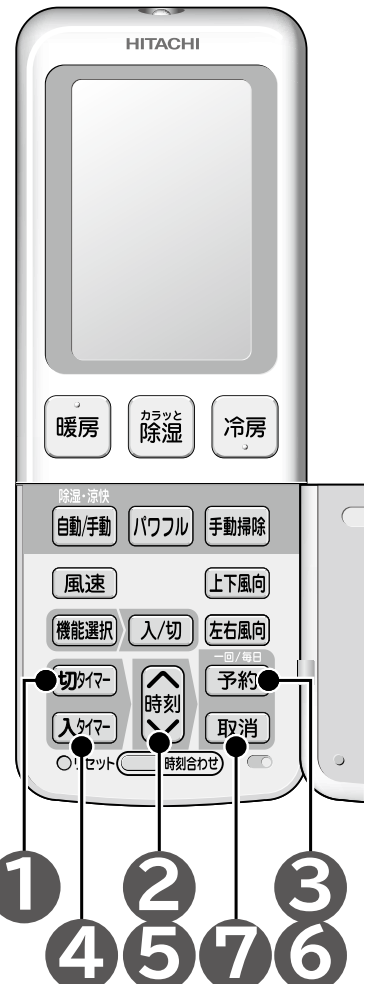 HITACHI
暖房
カラッと
除湿
冷房
除湿・涼快
自動/手動 パワフル 手動掃除
風速 上下風向
機能選択 入/切 左右風向
一回/毎日
切タイマー 時刻 予約
入タイマー 取消
リセット 時刻合わせ
1 2 3
4 5 7 6